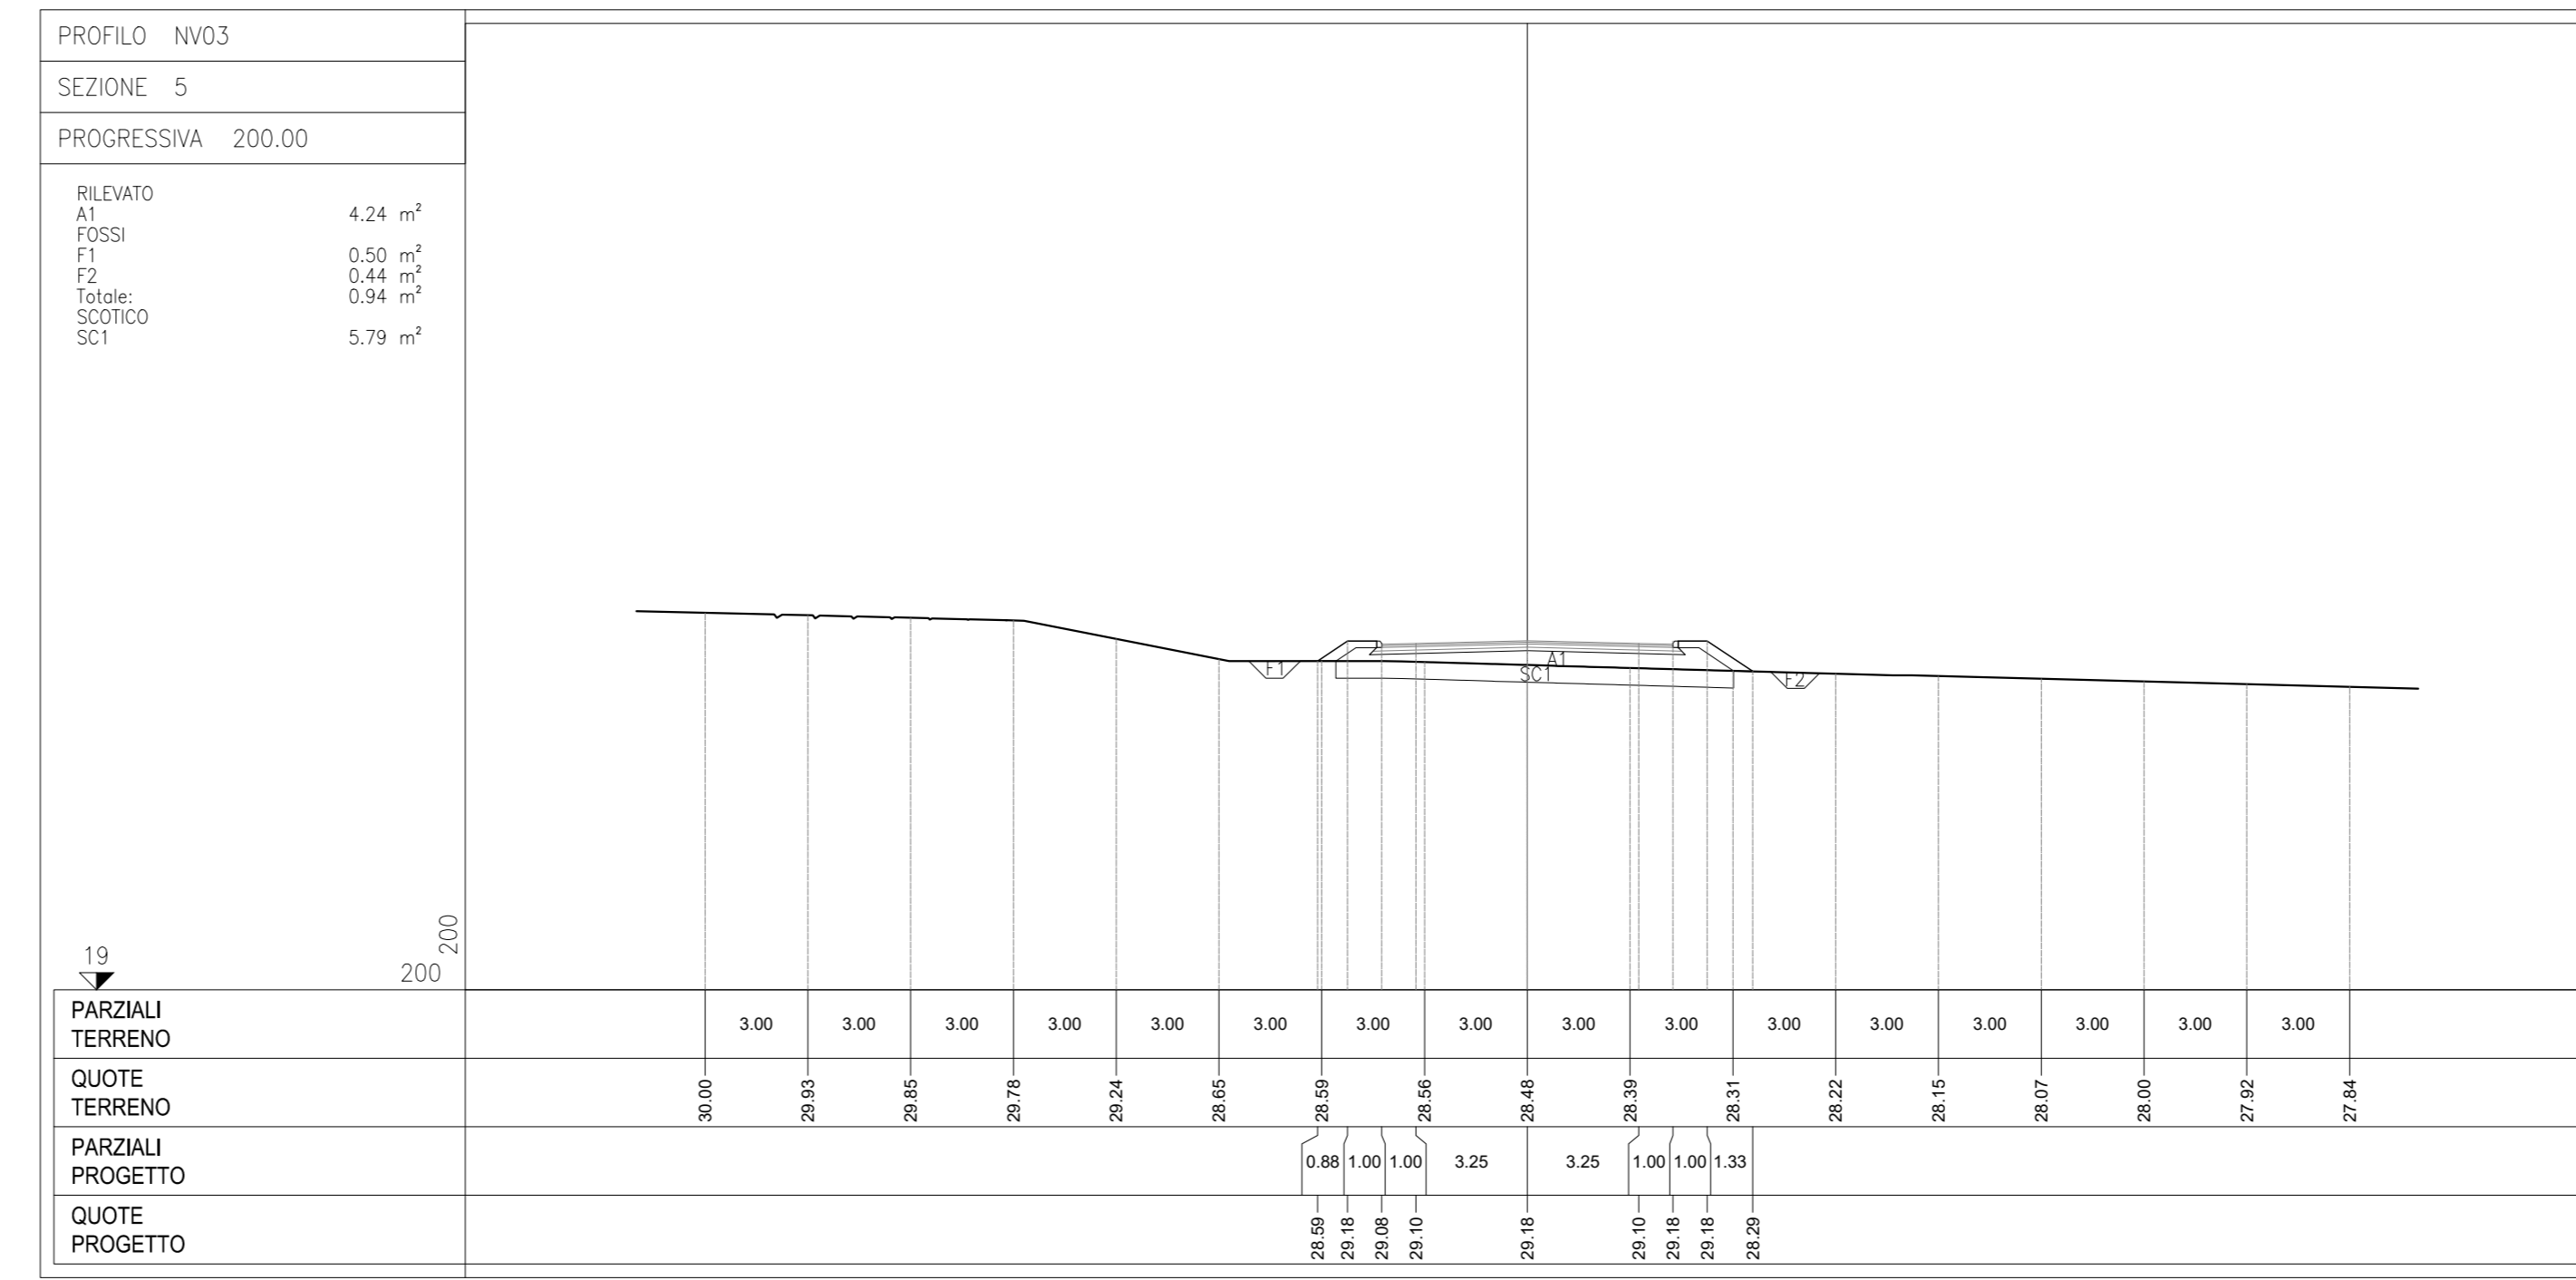 PROFILO NV03
SEZIONE 5
PROGRESSIVA 200.00
RILEVATO
A1 4.24 m²
FOSSI
F1 0.50 m²
F2 0.44 m²
Totale: 0.94 m²
SCOTICO
SC1 5.79 m²
F1
A1
SC1
F2
19
200
200
PARZIALI
TERRENO
3.00 3.00 3.00 3.00 3.00 3.00 3.00 3.00 3.00 3.00 3.00 3.00 3.00 3.00 3.00 3.00
QUOTE
TERRENO
30.00 29.93 29.85 29.78 29.24 28.65 28.59 28.56 28.48 28.39 28.31 28.22 28.15 28.07 28.00 27.92 27.84
PARZIALI
PROGETTO
0.88 1.00 1.00 3.25 3.25 1.00 1.00 1.33
QUOTE
PROGETTO
28.59 29.18 29.08 29.10 29.18 29.10 29.18 29.18 28.29